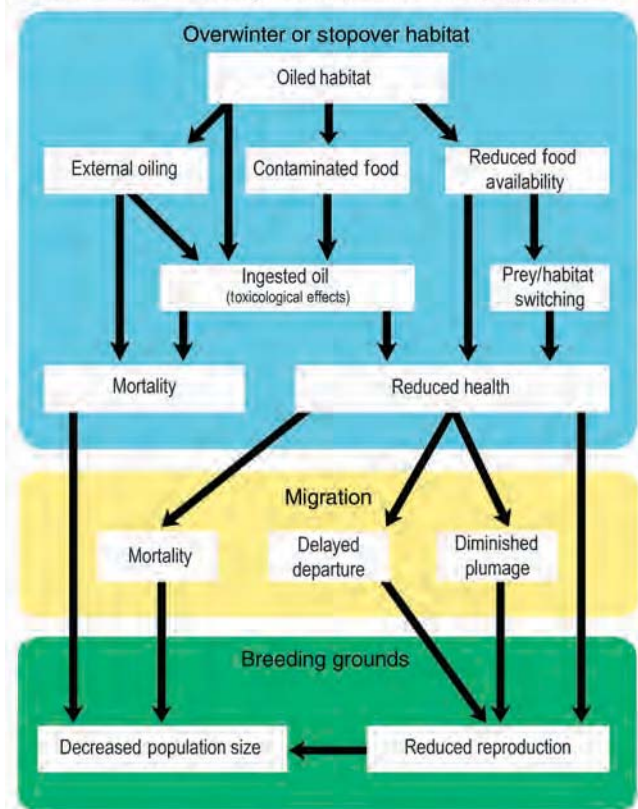 Overwinter or stopover habitat
Oiled habitat
External oiling
Contaminated food
Reduced food
availability
Ingested oil
(toxicological effects)
Prey/habitat
switching
Mortality
Reduced health
Migration
Mortality
Delayed
departure
Diminished
plumage
Breeding grounds
Decreased population size
Reduced reproduction